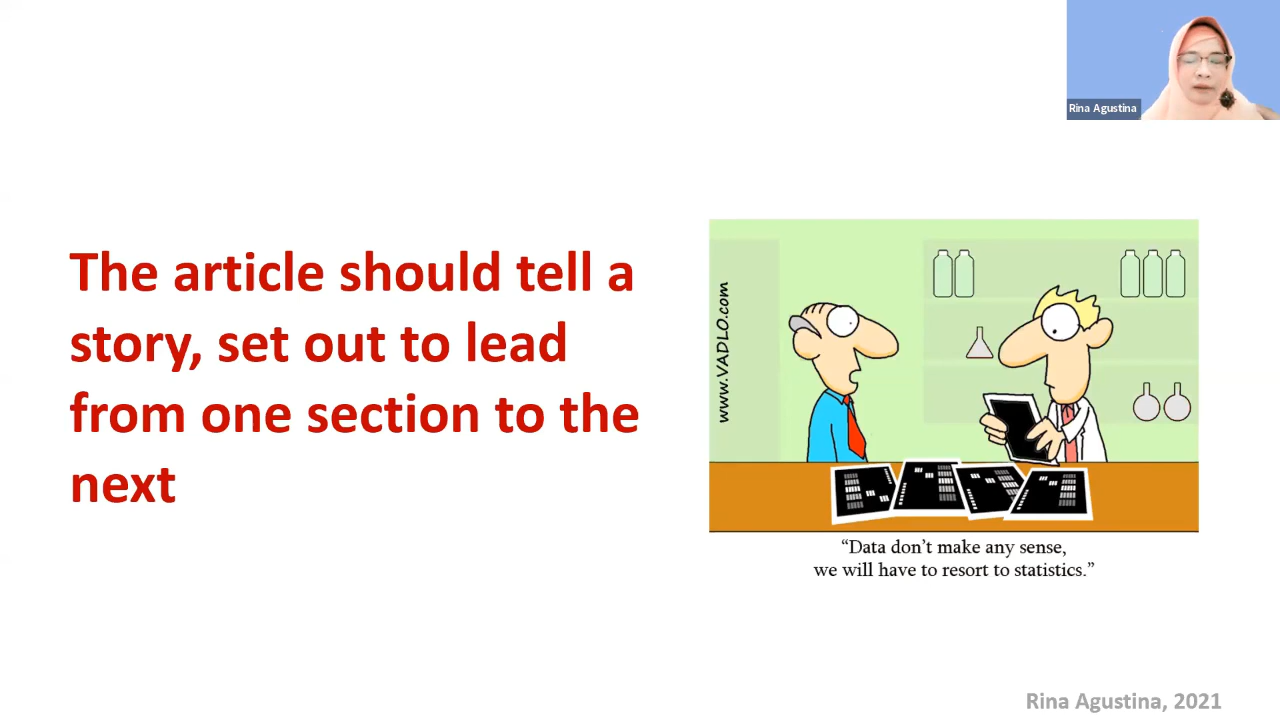 Rina Agustina
The article should tell a
story, set out to lead
from one section to the
next
www.VADLO.com
“Data don’t make any sense,
we will have to resort to statistics.”
Rina Agustina, 2021